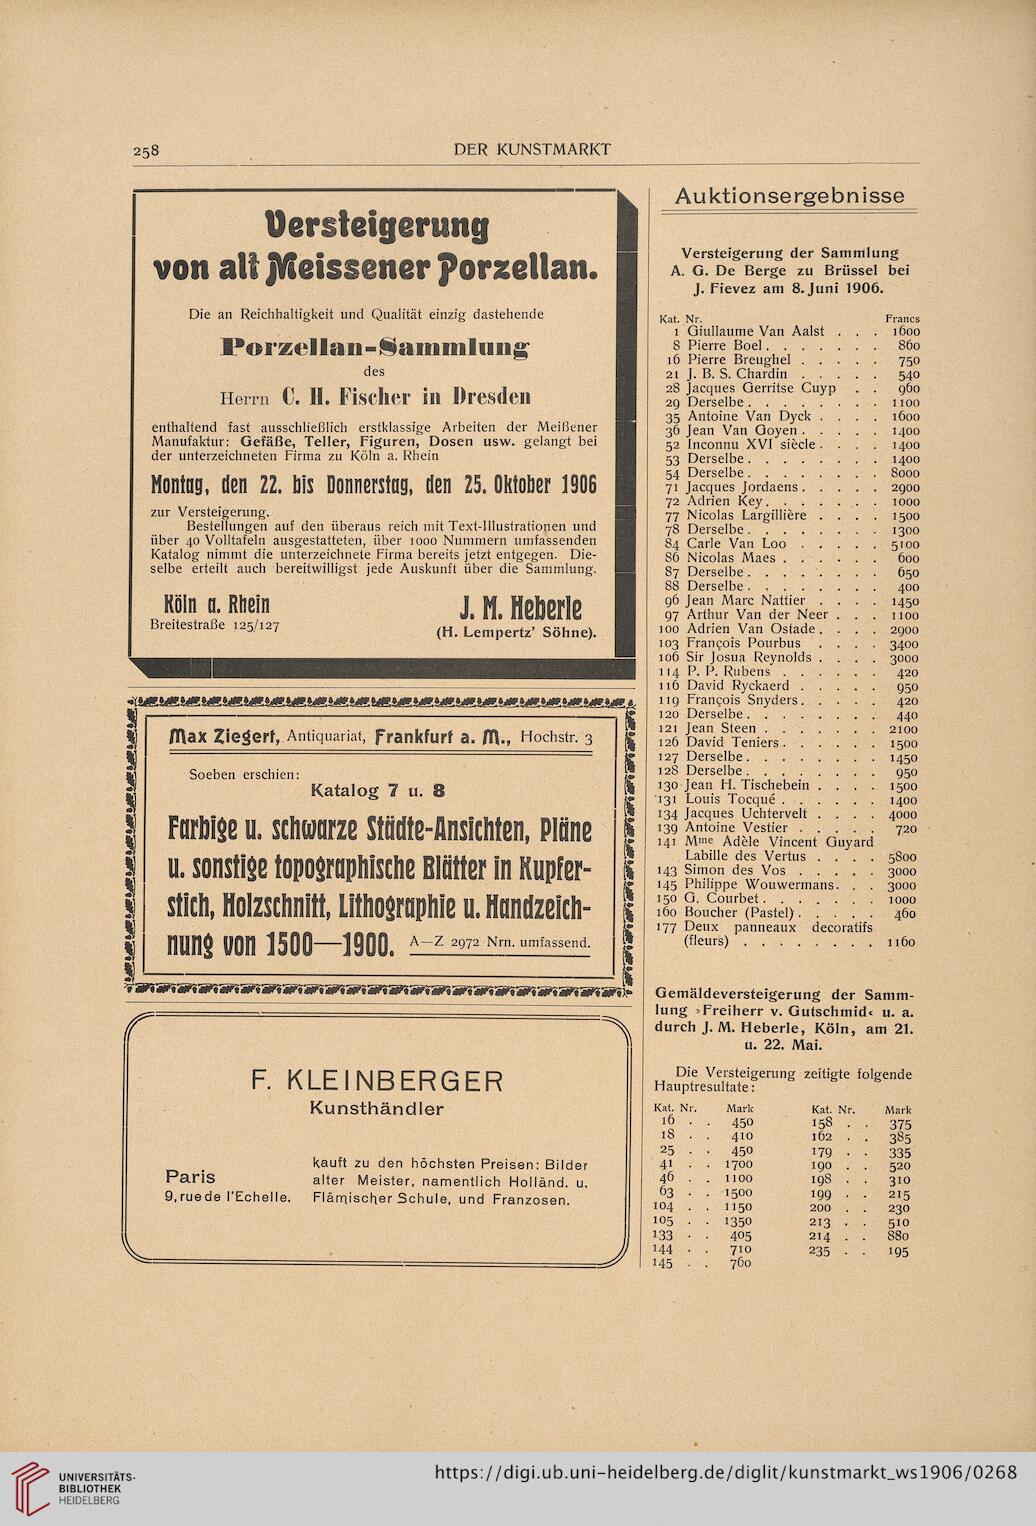 258
DER KUNSTMARKT
Versteigerung
von alt Meissener Porzellan.
Die an Reichhaltigkeit und Qualität einzig dastehende
Porzellan-Sammlung
des
Herrn C. H. Fischer in Dresden
enthaltend fast ausschließlich erstklassige Arbeiten der Meißener
Manufaktur: Gefäße, Teller, Figuren, Dosen usw. gelangt bei
der unterzeichneten Firma zu Köln a. Rhein
Montag, den 22. bis Donnerstag, den 25. Oktober 1906
zur Versteigerung.
Bestellungen auf den überaus reich mit Text-Illustrationen und
über 40 Volltafeln ausgestatteten, über 1000 Nummern umfassenden
Katalog nimmt die unterzeichnete Firma bereits jetzt entgegen. Die-
selbe erteilt auch bereitwilligst jede Auskunft über die Sammlung.
Köln a. Rhein
Breitestraße 125/127
J. M. Heberle
(H. Lempertz' Söhne).
Max Ziegert, Antiquariat, Frankfurt a. M., Hochstr. 3
Soeben erschien:
Katalog 7 u. 8
Farbige u. schwarze Städte-Ansichten, Pläne
u. sonstige topographische Blätter in Kupfer-
stich, Holzschnitt, Lithographie u. Handzeich-
nung von 1500—1900. A—Z 2972 Nrn. umfassend.
F. KLEINBERGER
Kunsthändler
Paris
9, rue de l'Echelle.
kauft zu den höchsten Preisen: Bilder
alter Meister, namentlich Holländ. u.
Flämischer Schule, und Franzosen.
Auktionsergebnisse
Versteigerung der Sammlung
A. G. De Berge zu Brüssel bei
J. Fievez am 8. Juni 1906.
Kat. Nr. Francs
1 Giullaume Van Aalst . . . 1600
8 Pierre Boel . . . . . . . 860
16 Pierre Breughel . . . . . 750
21 J. B. S. Chardin . . . . . 540
28 Jacques Gerritse Cuyp . . 960
29 Derselbe . . . . . . . . 1100
35 Antoine Van Dyck . . . . 1600
36 Jean Van Goyen . . . . . 1400
52 Inconnu XVI siècle . . . . 1400
53 Derselbe . . . . . . . . 1400
54 Derselbe . . . . . . . . 8000
71 Jacques Jordaens . . . . . 2900
72 Adrien Key . . . . . . . 1000
77 Nicolas Largillière . . . . 1500
78 Derselbe . . . . . . . . 1300
84 Carle Van Loo . . . . . 5100
86 Nicolas Maes . . . . . . 600
87 Derselbe . . . . . . . . 650
88 Derselbe . . . . . . . . 400
96 Jean Marc Nattier . . . . 1450
97 Arthur Van der Neer . . . 1100
100 Adrien Van Ostade . . . . 2900
103 François Pourbus . . . . 3400
106 Sir Josua Reynolds . . . . 3000
114 P. P. Rubens . . . . . . 420
116 David Ryckaerd . . . . . 950
119 François Snyders . . . . . 420
120 Derselbe . . . . . . . . 440
121 Jean Steen . . . . . . . 2100
126 David Teniers . . . . . . 1500
127 Derselbe . . . . . . . . 1450
128 Derselbe . . . . . . . . 950
130 Jean H. Tischebein . . . . 1500
131 Louis Tocqué . . . . . . 1400
134 Jacques Uchtervelt . . . . 4000
139 Antoine Vestier . . . . . 720
141 Mme Adèle Vincent Guyard
Labille des Vertus . . . . 5800
143 Simon des Vos . . . . . 3000
145 Philippe Wouwermans . . . 3000
150 G. Courbet . . . . . . . 1000
160 Boucher (Pastel) . . . . . 460
177 Deux panneaux decoratifs
(fleurs) . . . . . . . . 1160
Gemäldeversteigerung der Samm-
lung »Freiherr v. Gutschmid« u. a.
durch J. M. Heberle, Köln, am 21.
u. 22. Mai.
Die Versteigerung zeitigte folgende
Hauptresultate:
Kat. Nr. Mark Kat. Nr. Mark
16 . . 450 158 . . 375
18 . . 410 162 . . 385
25 . . 450 179 . . 335
41 . . 1700 190 . . 520
46 . . 1100 198 . . 310
63 . . 1500 199 . . 215
104 . . 1150 200 . . 230
105 . . 1350 213 . . 510
133 . . 405 214 . . 880
144 . . 710 235 . . 195
145 . . 760
UNIVERSITÄTS-
BIBLIOTHEK
HEIDELBERG
https://digi.ub.uni-heidelberg.de/diglit/kunstmarkt_ws1906/0268